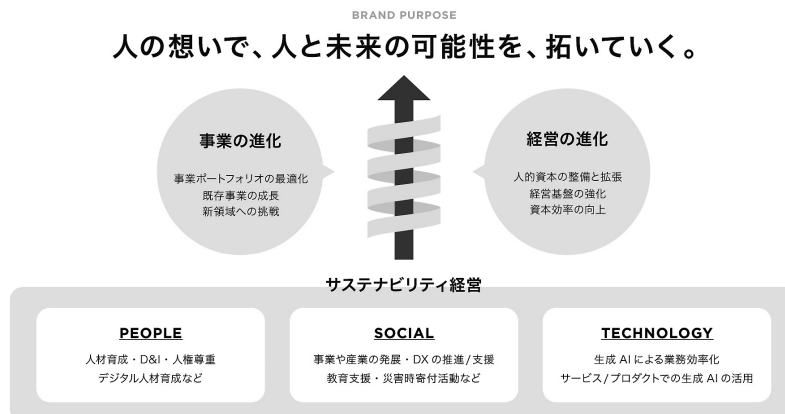 BRAND PURPOSE
人の想いで、人と未来の可能性を、拓いていく。
事業の進化
事業ポートフォリオの最適化
既存事業の成長
新領域への挑戦
経営の進化
人的資本の整備と拡張
経営基盤の強化
資本効率の向上
サステナビリティ経営
PEOPLE
人材育成・D&I・人権尊重
デジタル人材育成など
SOCIAL
事業や産業の発展・DXの推進/支援
教育支援・災害時寄付活動など
TECHNOLOGY
生成AIによる業務効率化
サービス/プロダクトでの生成AIの活用